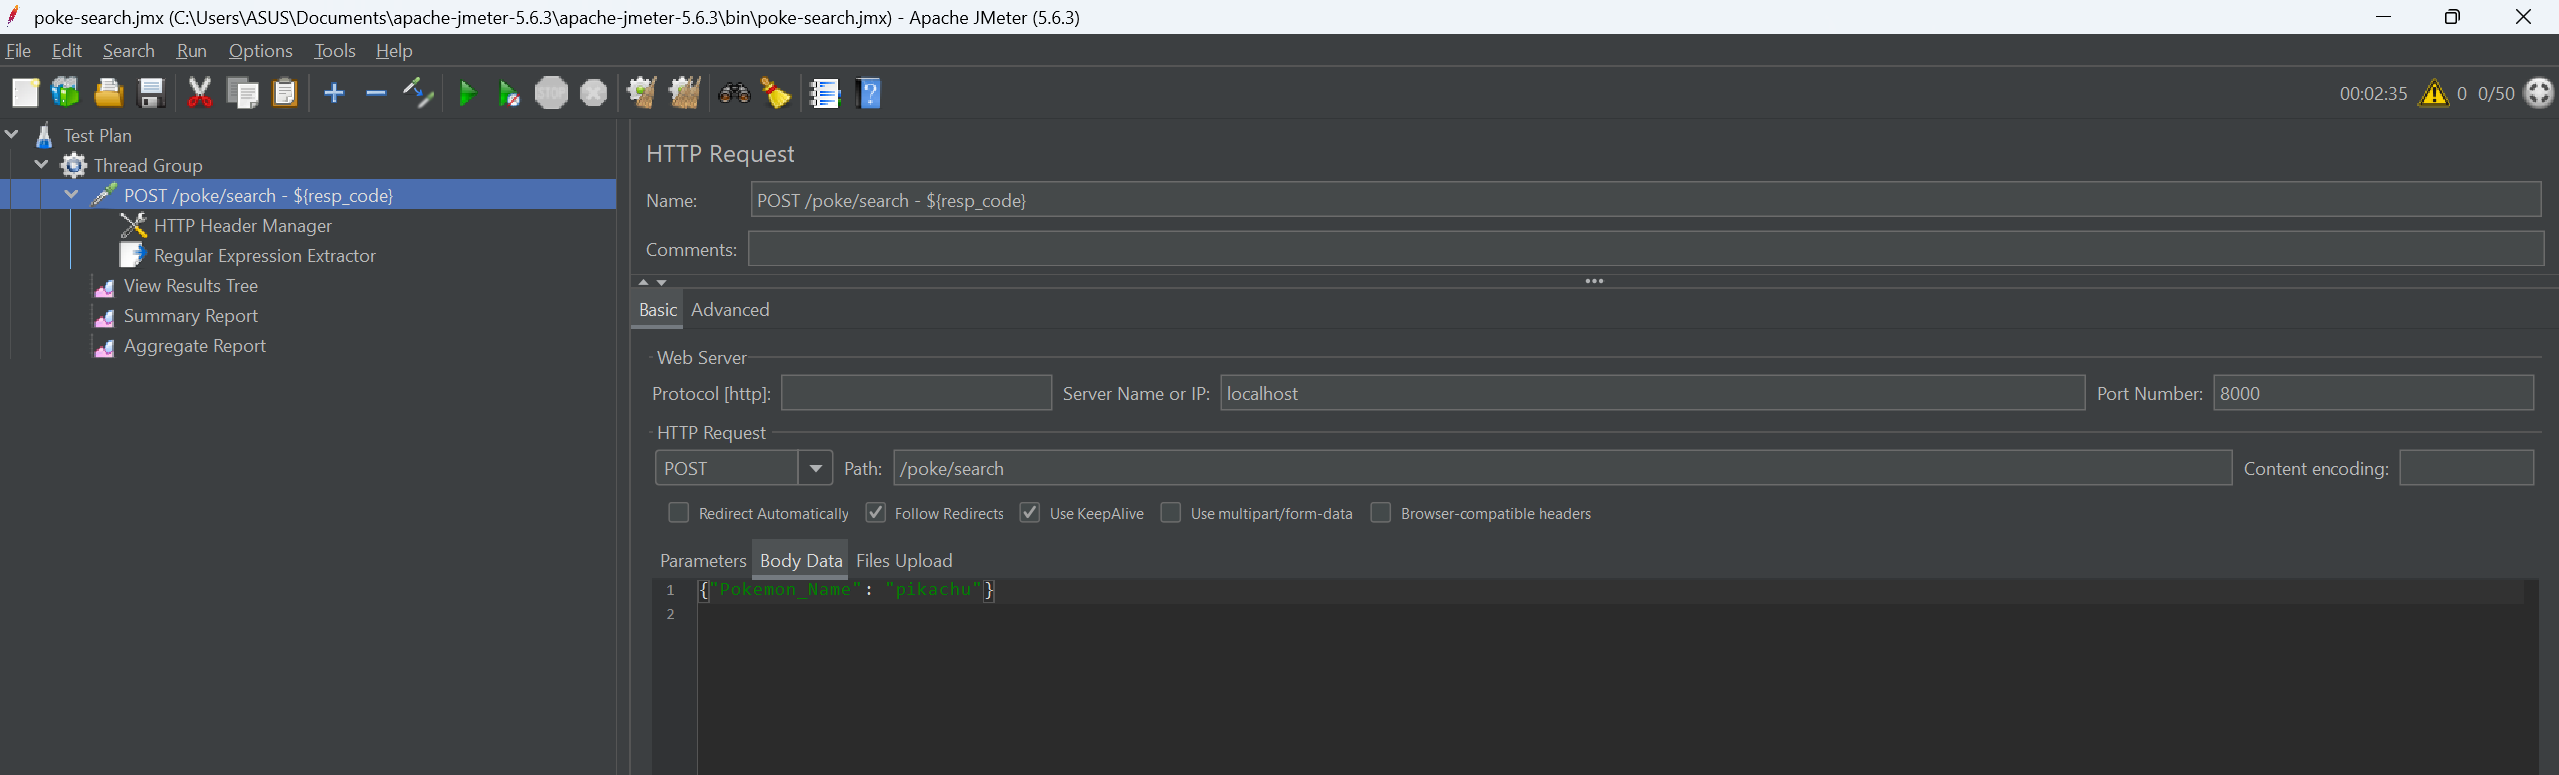 poke-search.jmx (C:\Users\ASUS\Documents\apache-jmeter-5.6.3\apache-jmeter-5.6.3\bin\poke-search.jmx) - Apache JMeter (5.6.3)
File Edit Search Run Options Tools Help
STOP
00:02:35 0 0/50
Test Plan
Thread Group
POST /poke/search - ${resp_code}
HTTP Header Manager
Regular Expression Extractor
View Results Tree
Summary Report
Aggregate Report
HTTP Request
Name: POST /poke/search - ${resp_code}
Comments:
Basic Advanced
Web Server
Protocol [http]: Server Name or IP: localhost Port Number: 8000
HTTP Request
POST Path: /poke/search Content encoding:
Redirect Automatically Follow Redirects Use KeepAlive Use multipart/form-data Browser-compatible headers
Parameters Body Data Files Upload
1 {"Pokemon_Name": "pikachu"}
2